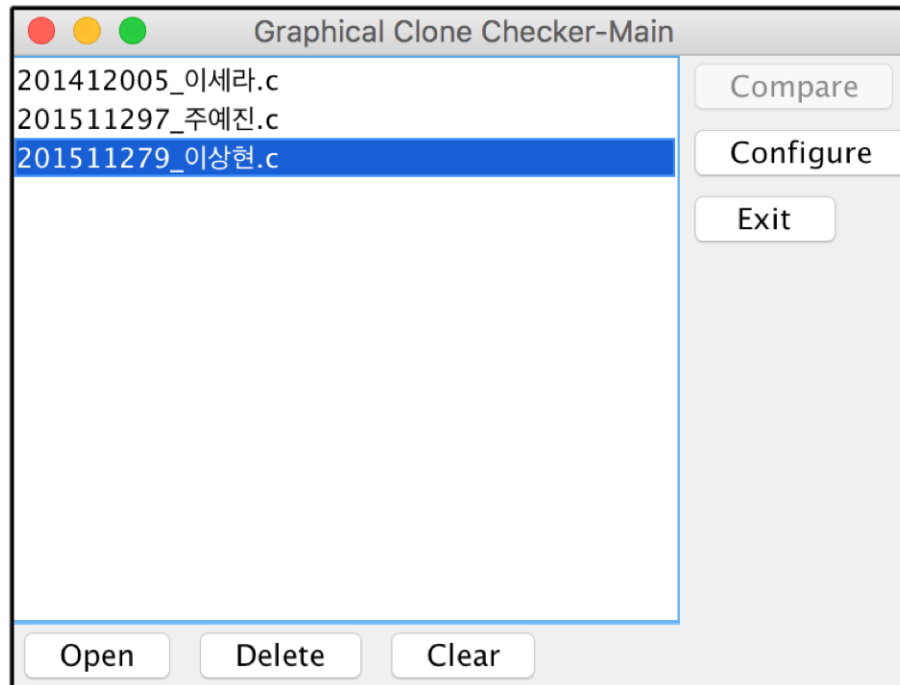 Graphical Clone Checker-Main
201412005_이세라.c
201511297_주예진.c
201511279_이상현.c
Compare
Configure
Exit
Open Delete Clear